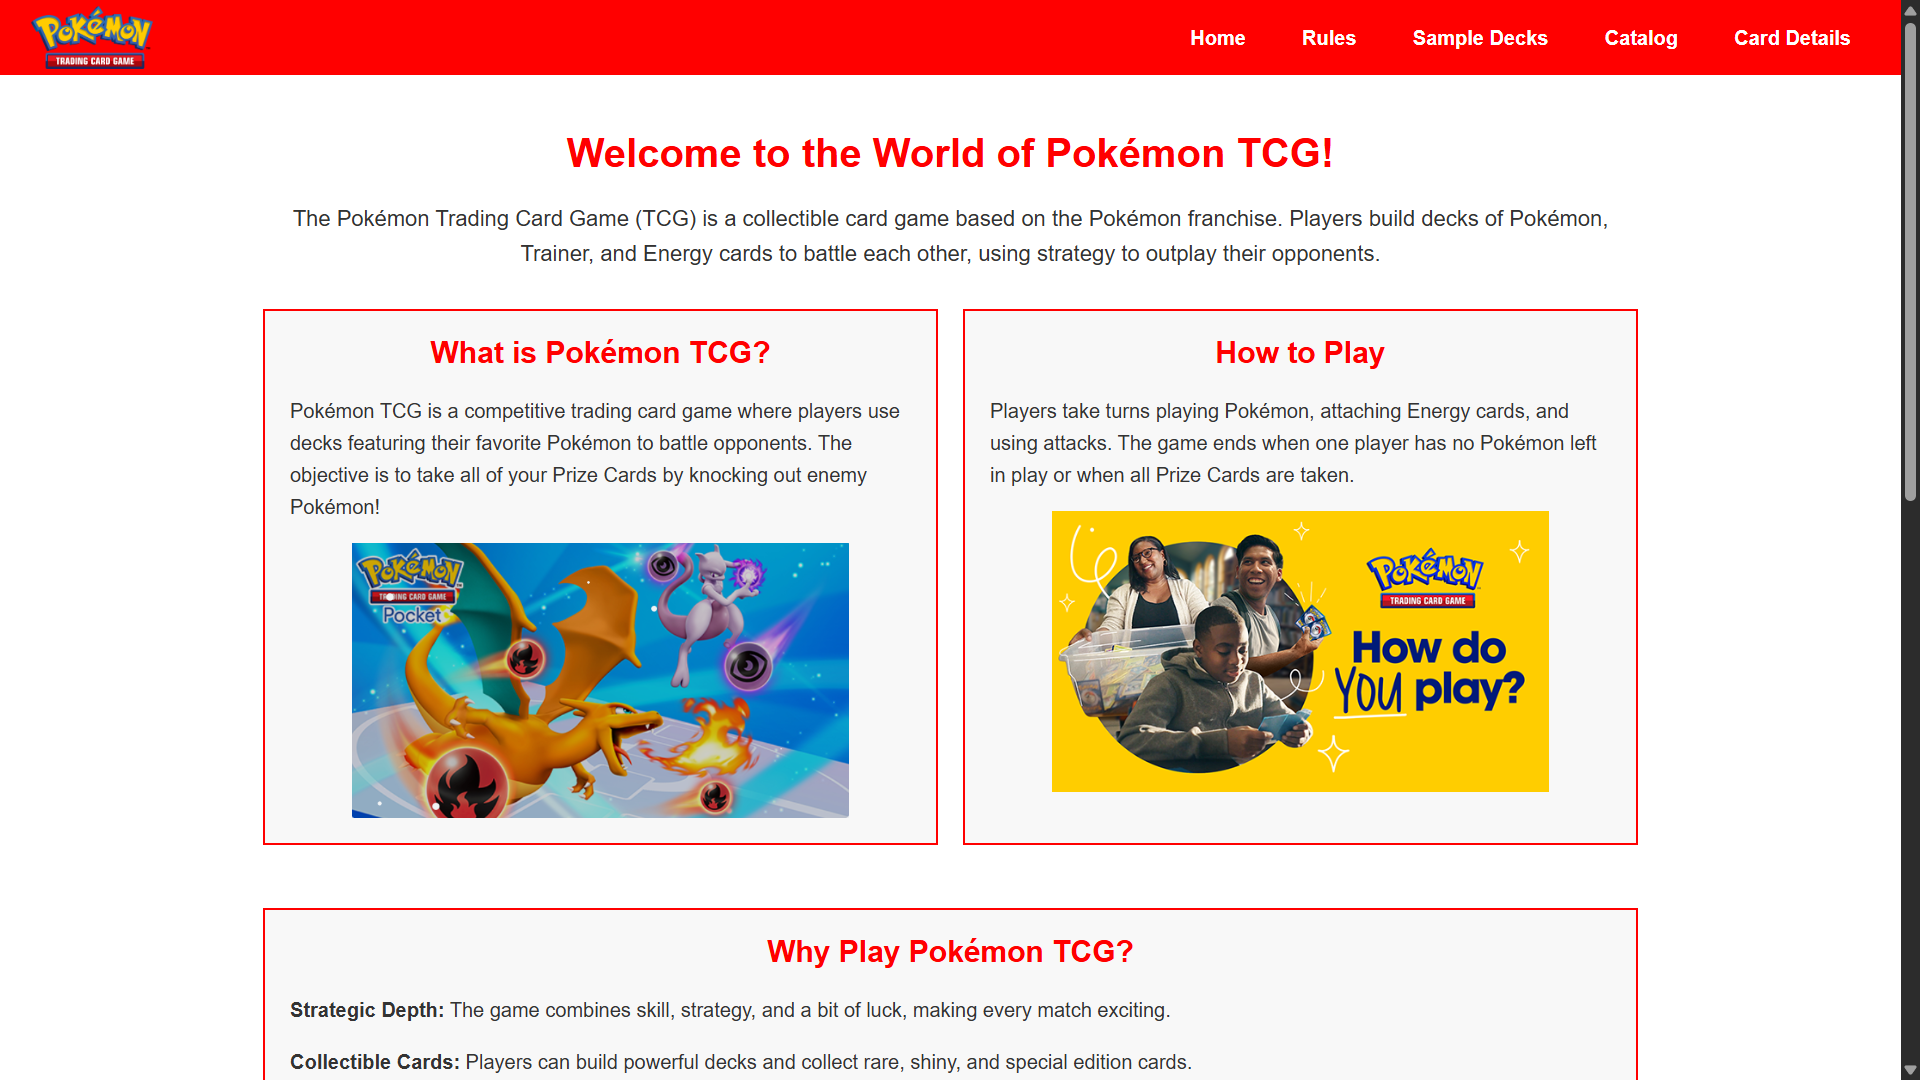 Pokémon
TRADING CARD GAME
Home
Rules
Sample Decks
Catalog
Card Details
Welcome to the World of Pokémon TCG!
The Pokémon Trading Card Game (TCG) is a collectible card game based on the Pokémon franchise. Players build decks of Pokémon,
Trainer, and Energy cards to battle each other, using strategy to outplay their opponents.
What is Pokémon TCG?
Pokémon TCG is a competitive trading card game where players use
decks featuring their favorite Pokémon to battle opponents. The
objective is to take all of your Prize Cards by knocking out enemy
Pokémon!
Pokémon
TRADING CARD GAME
Pocket
How to Play
Players take turns playing Pokémon, attaching Energy cards, and
using attacks. The game ends when one player has no Pokémon left
in play or when all Prize Cards are taken.
Pokémon
TRADING CARD GAME
How do
YOU play?
Why Play Pokémon TCG?
Strategic Depth: The game combines skill, strategy, and a bit of luck, making every match exciting.
Collectible Cards: Players can build powerful decks and collect rare, shiny, and special edition cards.